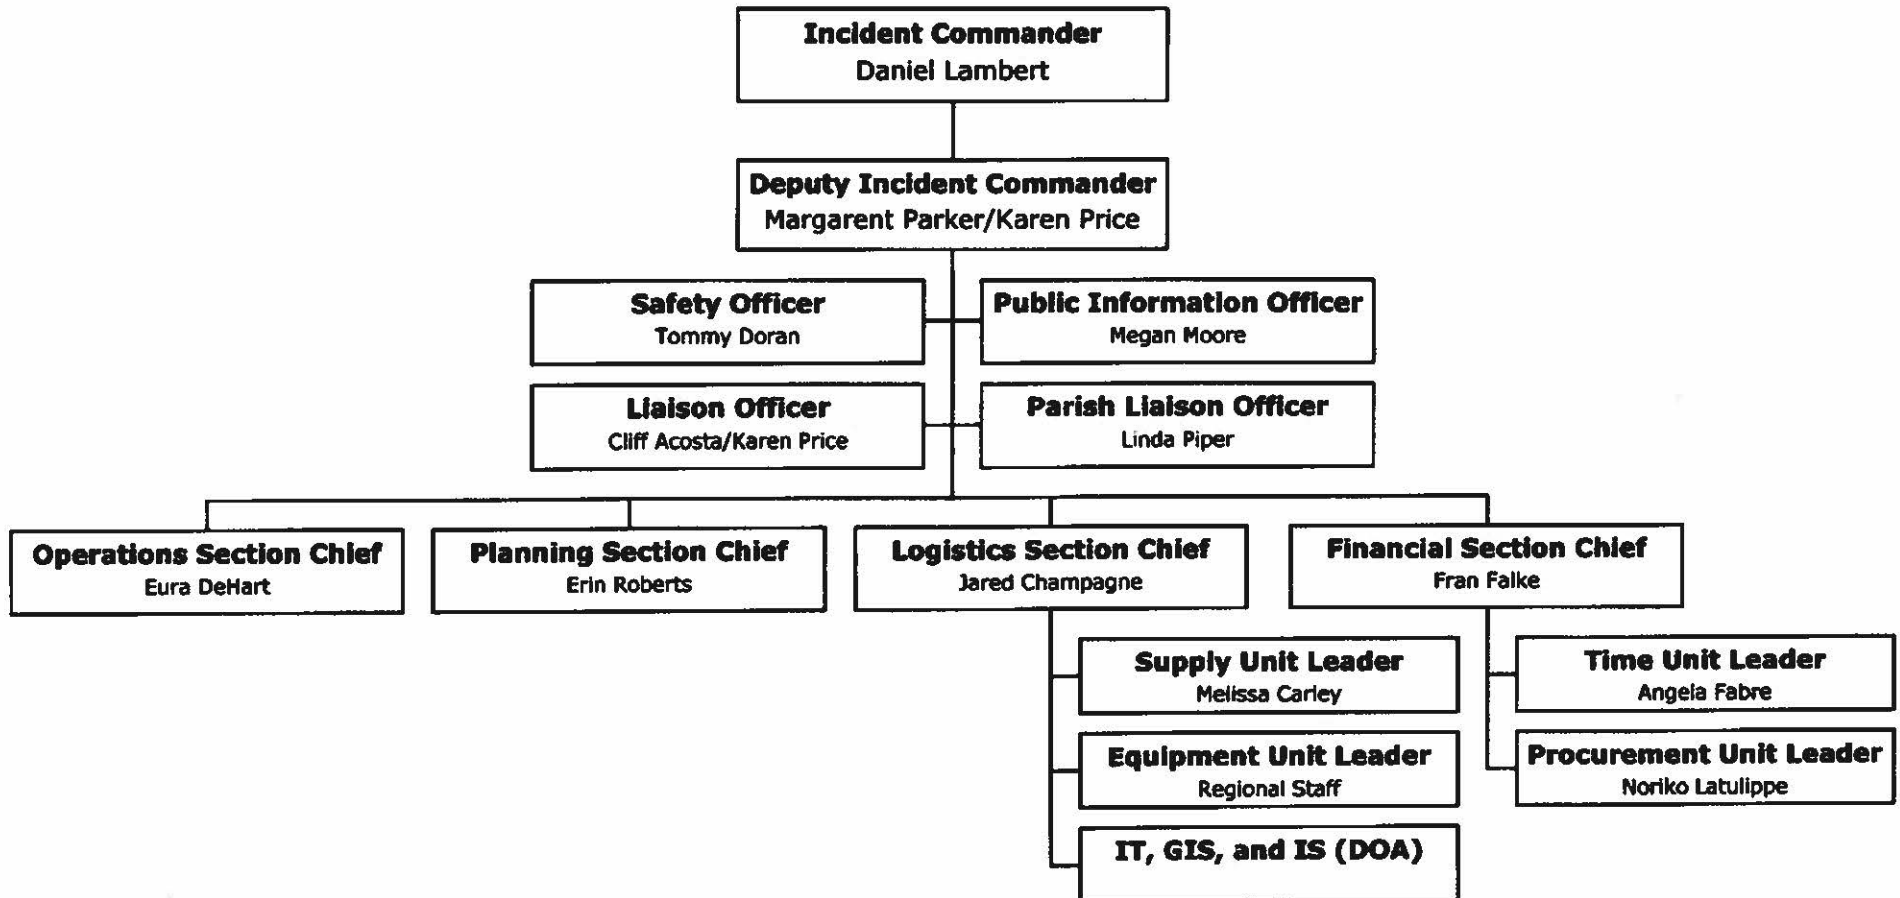 Incident Commander
Daniel Lambert
Deputy Incident Commander
Margarent Parker/Karen Price
Safety Officer
Tommy Doran
Public Information Officer
Megan Moore
Liaison Officer
Cliff Acosta/Karen Price
Parish Liaison Officer
Linda Piper
Operations Section Chief
Eura DeHart
Planning Section Chief
Erin Roberts
Logistics Section Chief
Jared Champagne
Financial Section Chief
Fran Falke
Supply Unit Leader
Melissa Carley
Time Unit Leader
Angela Fabre
Equipment Unit Leader
Regional Staff
Procurement Unit Leader
Noriko Latulippe
IT, GIS, and IS (DOA)